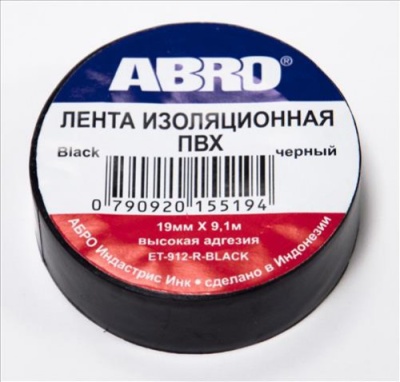 ABRO®
ЛЕНТА ИЗОЛЯЦИОННАЯ
ПВХ
Black черный
0 790920 155194
19мм X 9,1м
высокая адгезия
ET-912-R-BLACK
АБРО Индастрис Инк • сделано в Индонезии